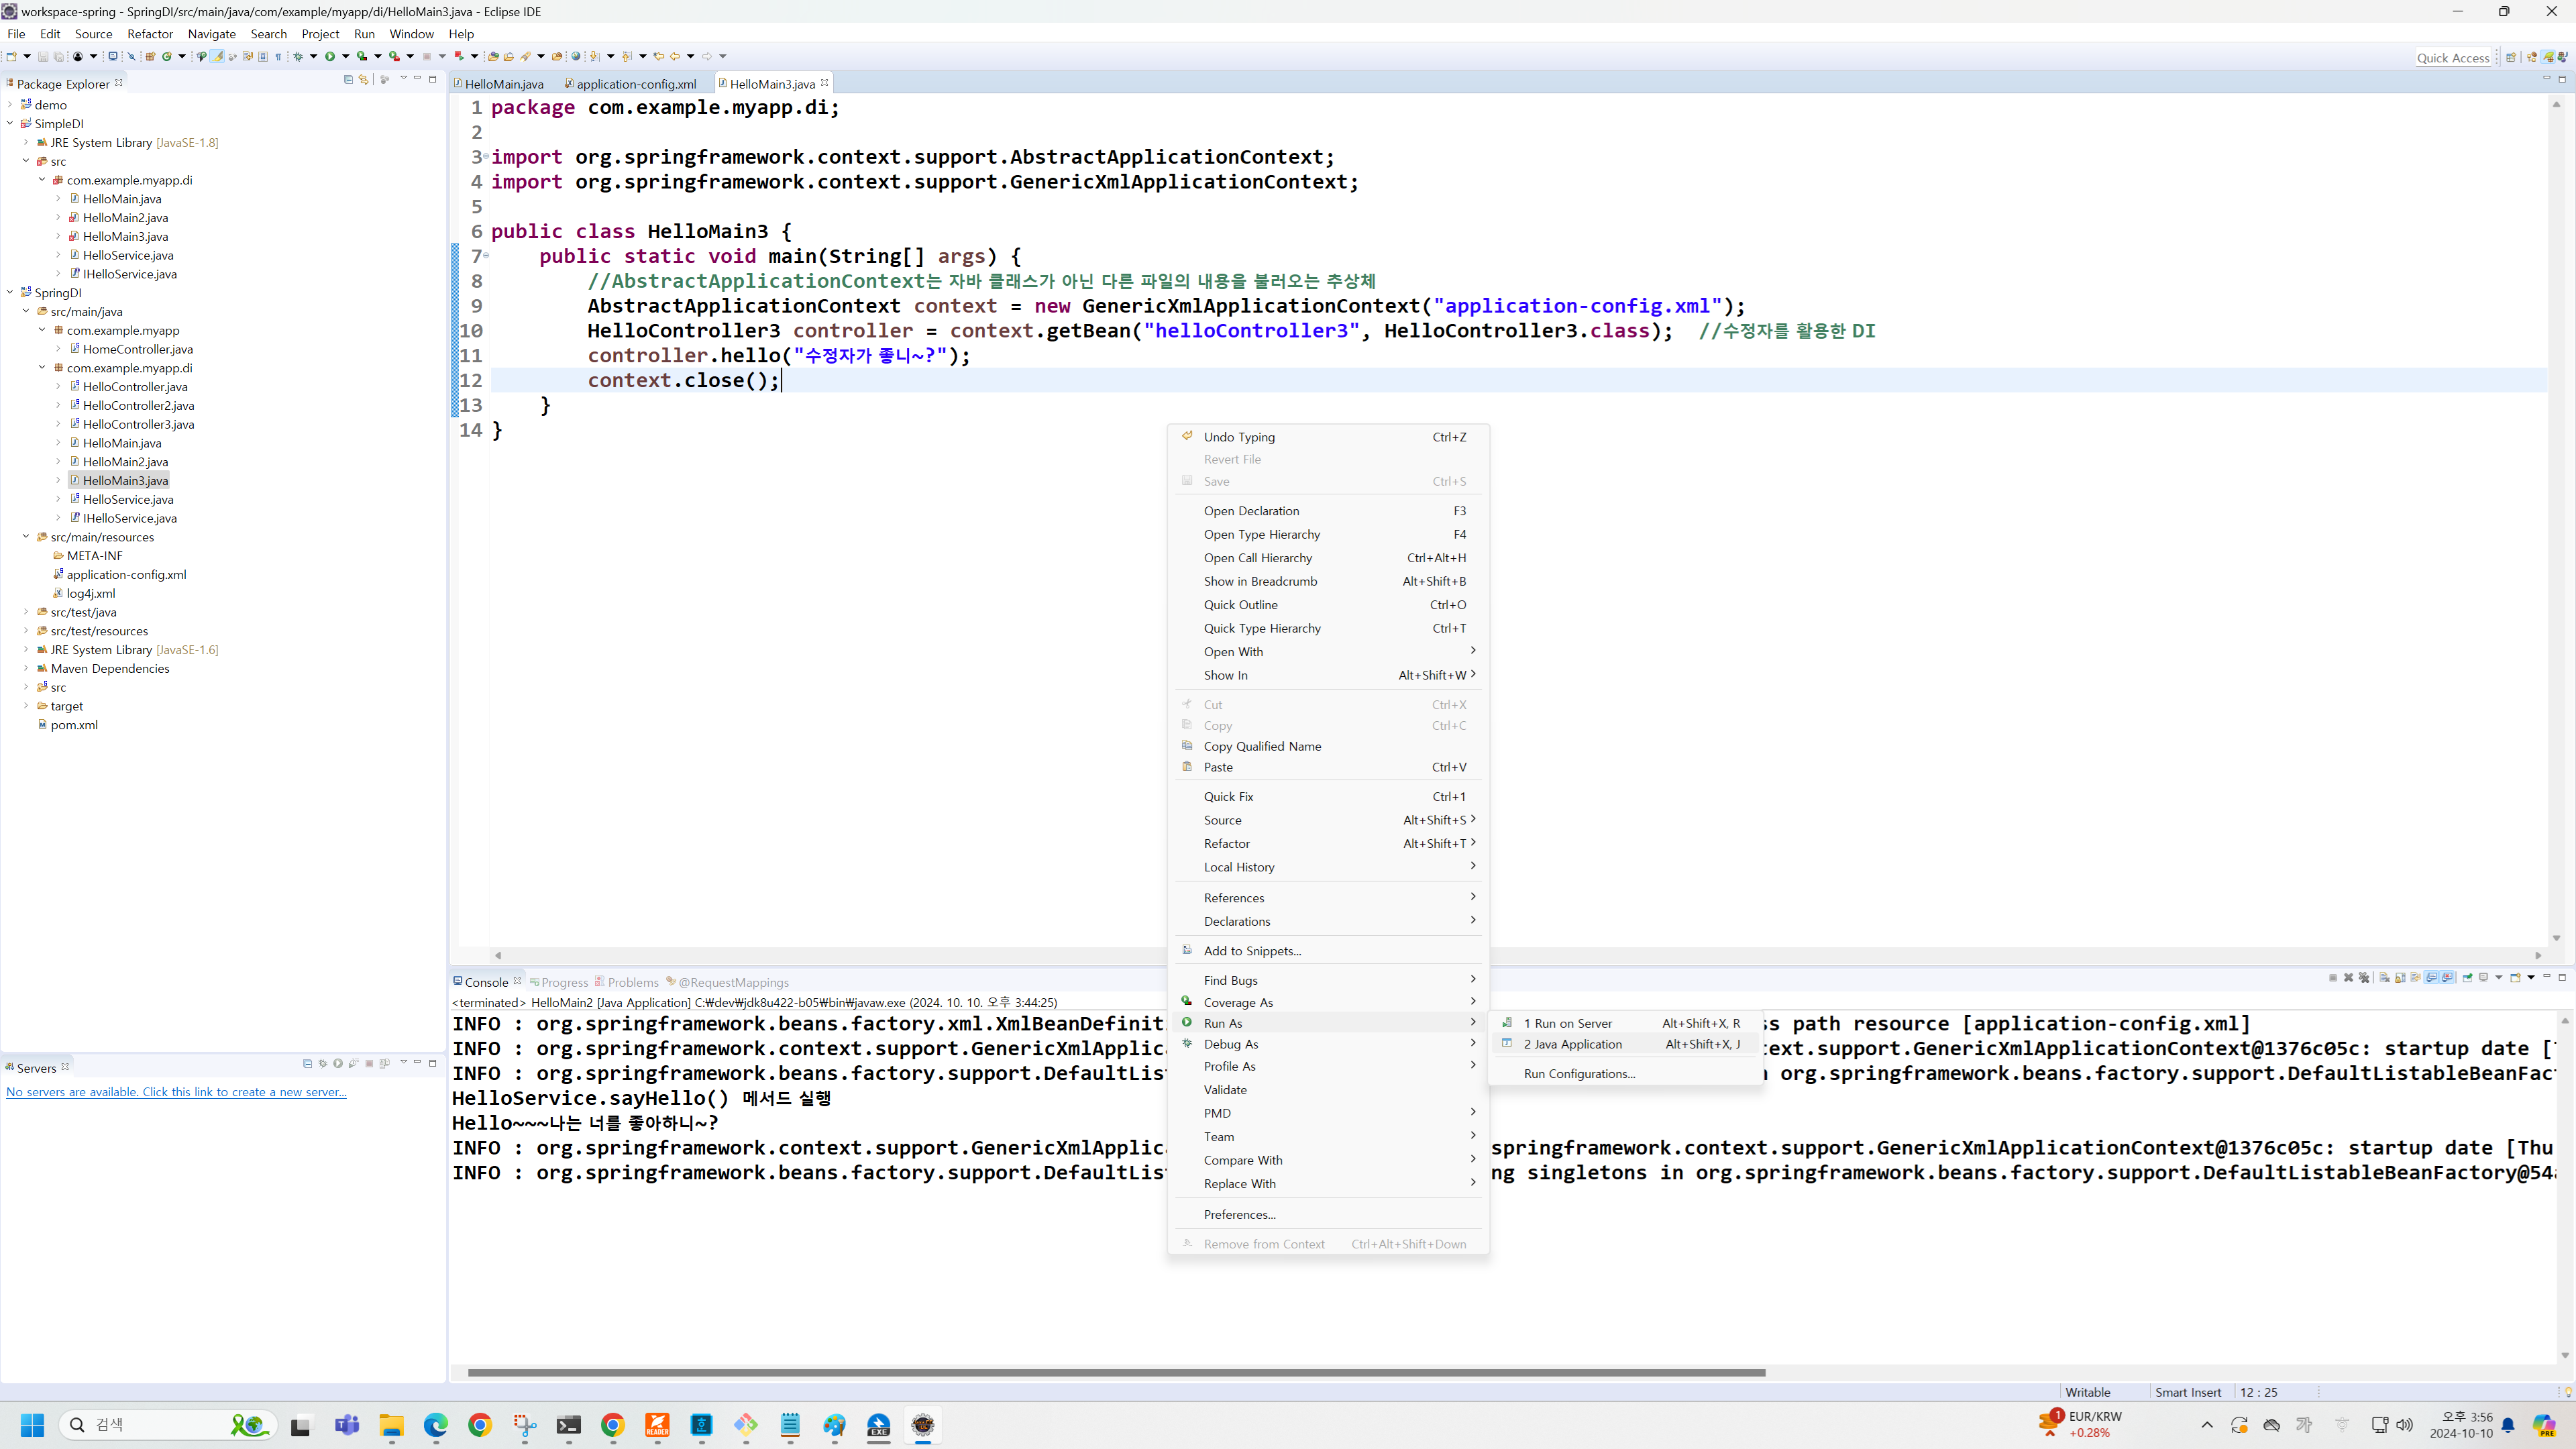 workspace-spring - SpringDI/src/main/java/com/example/myapp/di/HelloMain3.java - Eclipse IDE
File Edit Source Refactor Navigate Search Project Run Window Help
Quick Access
Package Explorer
demo
SimpleDI
JRE System Library [JavaSE-1.8]
src
com.example.myapp.di
HelloMain.java
HelloMain2.java
HelloMain3.java
HelloService.java
IHelloService.java
SpringDI
src/main/java
com.example.myapp
HomeController.java
com.example.myapp.di
HelloController.java
HelloController2.java
HelloController3.java
HelloMain.java
HelloMain2.java
HelloMain3.java
HelloService.java
IHelloService.java
src/main/resources
META-INF
application-config.xml
log4j.xml
src/test/java
src/test/resources
JRE System Library [JavaSE-1.6]
Maven Dependencies
src
target
pom.xml
Servers
No servers are available. Click this link to create a new server...
HelloMain.java application-config.xml HelloMain3.java
1 package com.example.myapp.di;
2
3 import org.springframework.context.support.AbstractApplicationContext;
4 import org.springframework.context.support.GenericXmlApplicationContext;
5
6 public class HelloMain3 {
7 public static void main(String[] args) {
8 //AbstractApplicationContext는 자바 클래스가 아닌 다른 파일의 내용을 불러오는 추상체
9 AbstractApplicationContext context = new GenericXmlApplicationContext("application-config.xml");
10 HelloController3 controller = context.getBean("helloController3", HelloController3.class); //수정자를 활용한 DI
11 controller.hello("수정자가 좋니~?");
12 context.close();
13 }
14 }
Undo Typing Ctrl+Z
Revert File
Save Ctrl+S
Open Declaration F3
Open Type Hierarchy F4
Open Call Hierarchy Ctrl+Alt+H
Show in Breadcrumb Alt+Shift+B
Quick Outline Ctrl+O
Quick Type Hierarchy Ctrl+T
Open With
Show In Alt+Shift+W
Cut Ctrl+X
Copy Ctrl+C
Copy Qualified Name
Paste Ctrl+V
Quick Fix Ctrl+1
Source Alt+Shift+S
Refactor Alt+Shift+T
Local History
References
Declarations
Add to Snippets...
Find Bugs
Coverage As
Run As
Debug As
Profile As
Validate
PMD
Team
Compare With
Replace With
Preferences...
Remove from Context Ctrl+Alt+Shift+Down
1 Run on Server Alt+Shift+X, R
2 Java Application Alt+Shift+X, J
Run Configurations...
Console Progress Problems @RequestMappings
<terminated> HelloMain2 [Java Application] C:₩dev₩jdk8u422-b05₩bin₩javaw.exe (2024. 10. 10. 오후 3:44:25)
INFO : org.springframework.beans.factory.xml.XmlBeanDefiniti s path resource [application-config.xml]
INFO : org.springframework.context.support.GenericXmlApplica text.support.GenericXmlApplicationContext@1376c05c: startup date [
INFO : org.springframework.beans.factory.support.DefaultList org.springframework.beans.factory.support.DefaultListableBeanFact
HelloService.sayHello() 메서드 실행
Hello~~~나는 너를 좋아하니~?
INFO : org.springframework.context.support.GenericXmlApplica springframework.context.support.GenericXmlApplicationContext@1376c05c: startup date [Thu
INFO : org.springframework.beans.factory.support.DefaultList ng singletons in org.springframework.beans.factory.support.DefaultListableBeanFactory@54
Writable Smart Insert 12 : 25
검색
READER
EXE
1
EUR/KRW
+0.28%
가
오후 3:56
2024-10-10
PRE